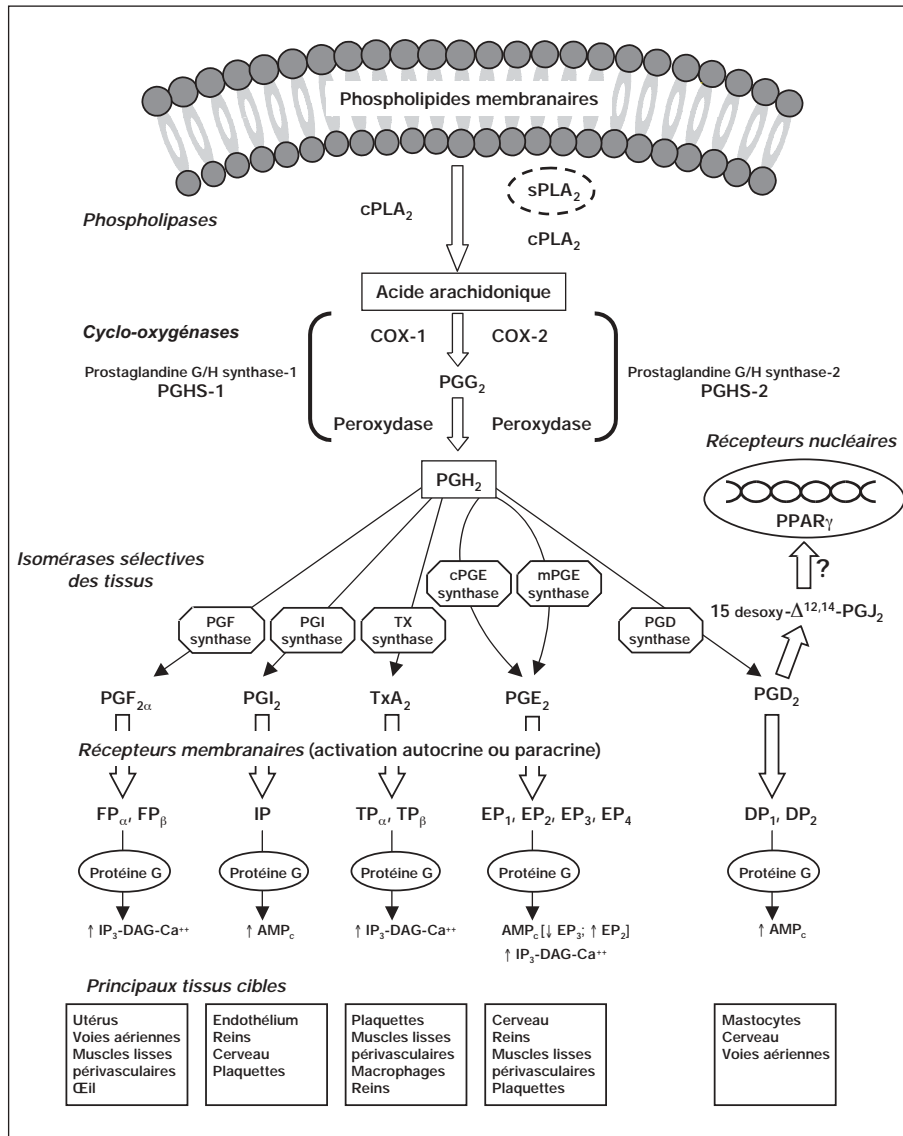 Phospholipides membranaires
sPLA2
cPLA2
Phospholipases
cPLA2
Acide arachidonique
Cyclo-oxygénases
COX-1
COX-2
Prostaglandine G/H synthase-1
PGHS-1
PGG2
Prostaglandine G/H synthase-2
PGHS-2
Peroxydase
Peroxydase
Récepteurs nucléaires
PGH2
PPARγ
Isomérases sélectives
des tissus
?
cPGE
synthase
mPGE
synthase
15 desoxy-Δ12,14-PGJ2
PGF
synthase
PGI
synthase
TX
synthase
PGD
synthase
PGF2α
PGI2
TxA2
PGE2
PGD2
Récepteurs membranaires (activation autocrine ou paracrine)
FPα, FPβ
IP
TPα, TPβ
EP1, EP2, EP3, EP4
DP1, DP2
Protéine G
Protéine G
Protéine G
Protéine G
Protéine G
↑ IP3-DAG-Ca++
↑ AMPc
↑ IP3-DAG-Ca++
AMPc [↓ EP3; ↑ EP2]
↑ IP3-DAG-Ca++
↑ AMPc
Principaux tissus cibles
Utérus
Voies aériennes
Muscles lisses
périvasculaires
Œil
Endothélium
Reins
Cerveau
Plaquettes
Plaquettes
Muscles lisses
périvasculaires
Macrophages
Reins
Cerveau
Reins
Muscles lisses
périvasculaires
Plaquettes
Mastocytes
Cerveau
Voies aériennes